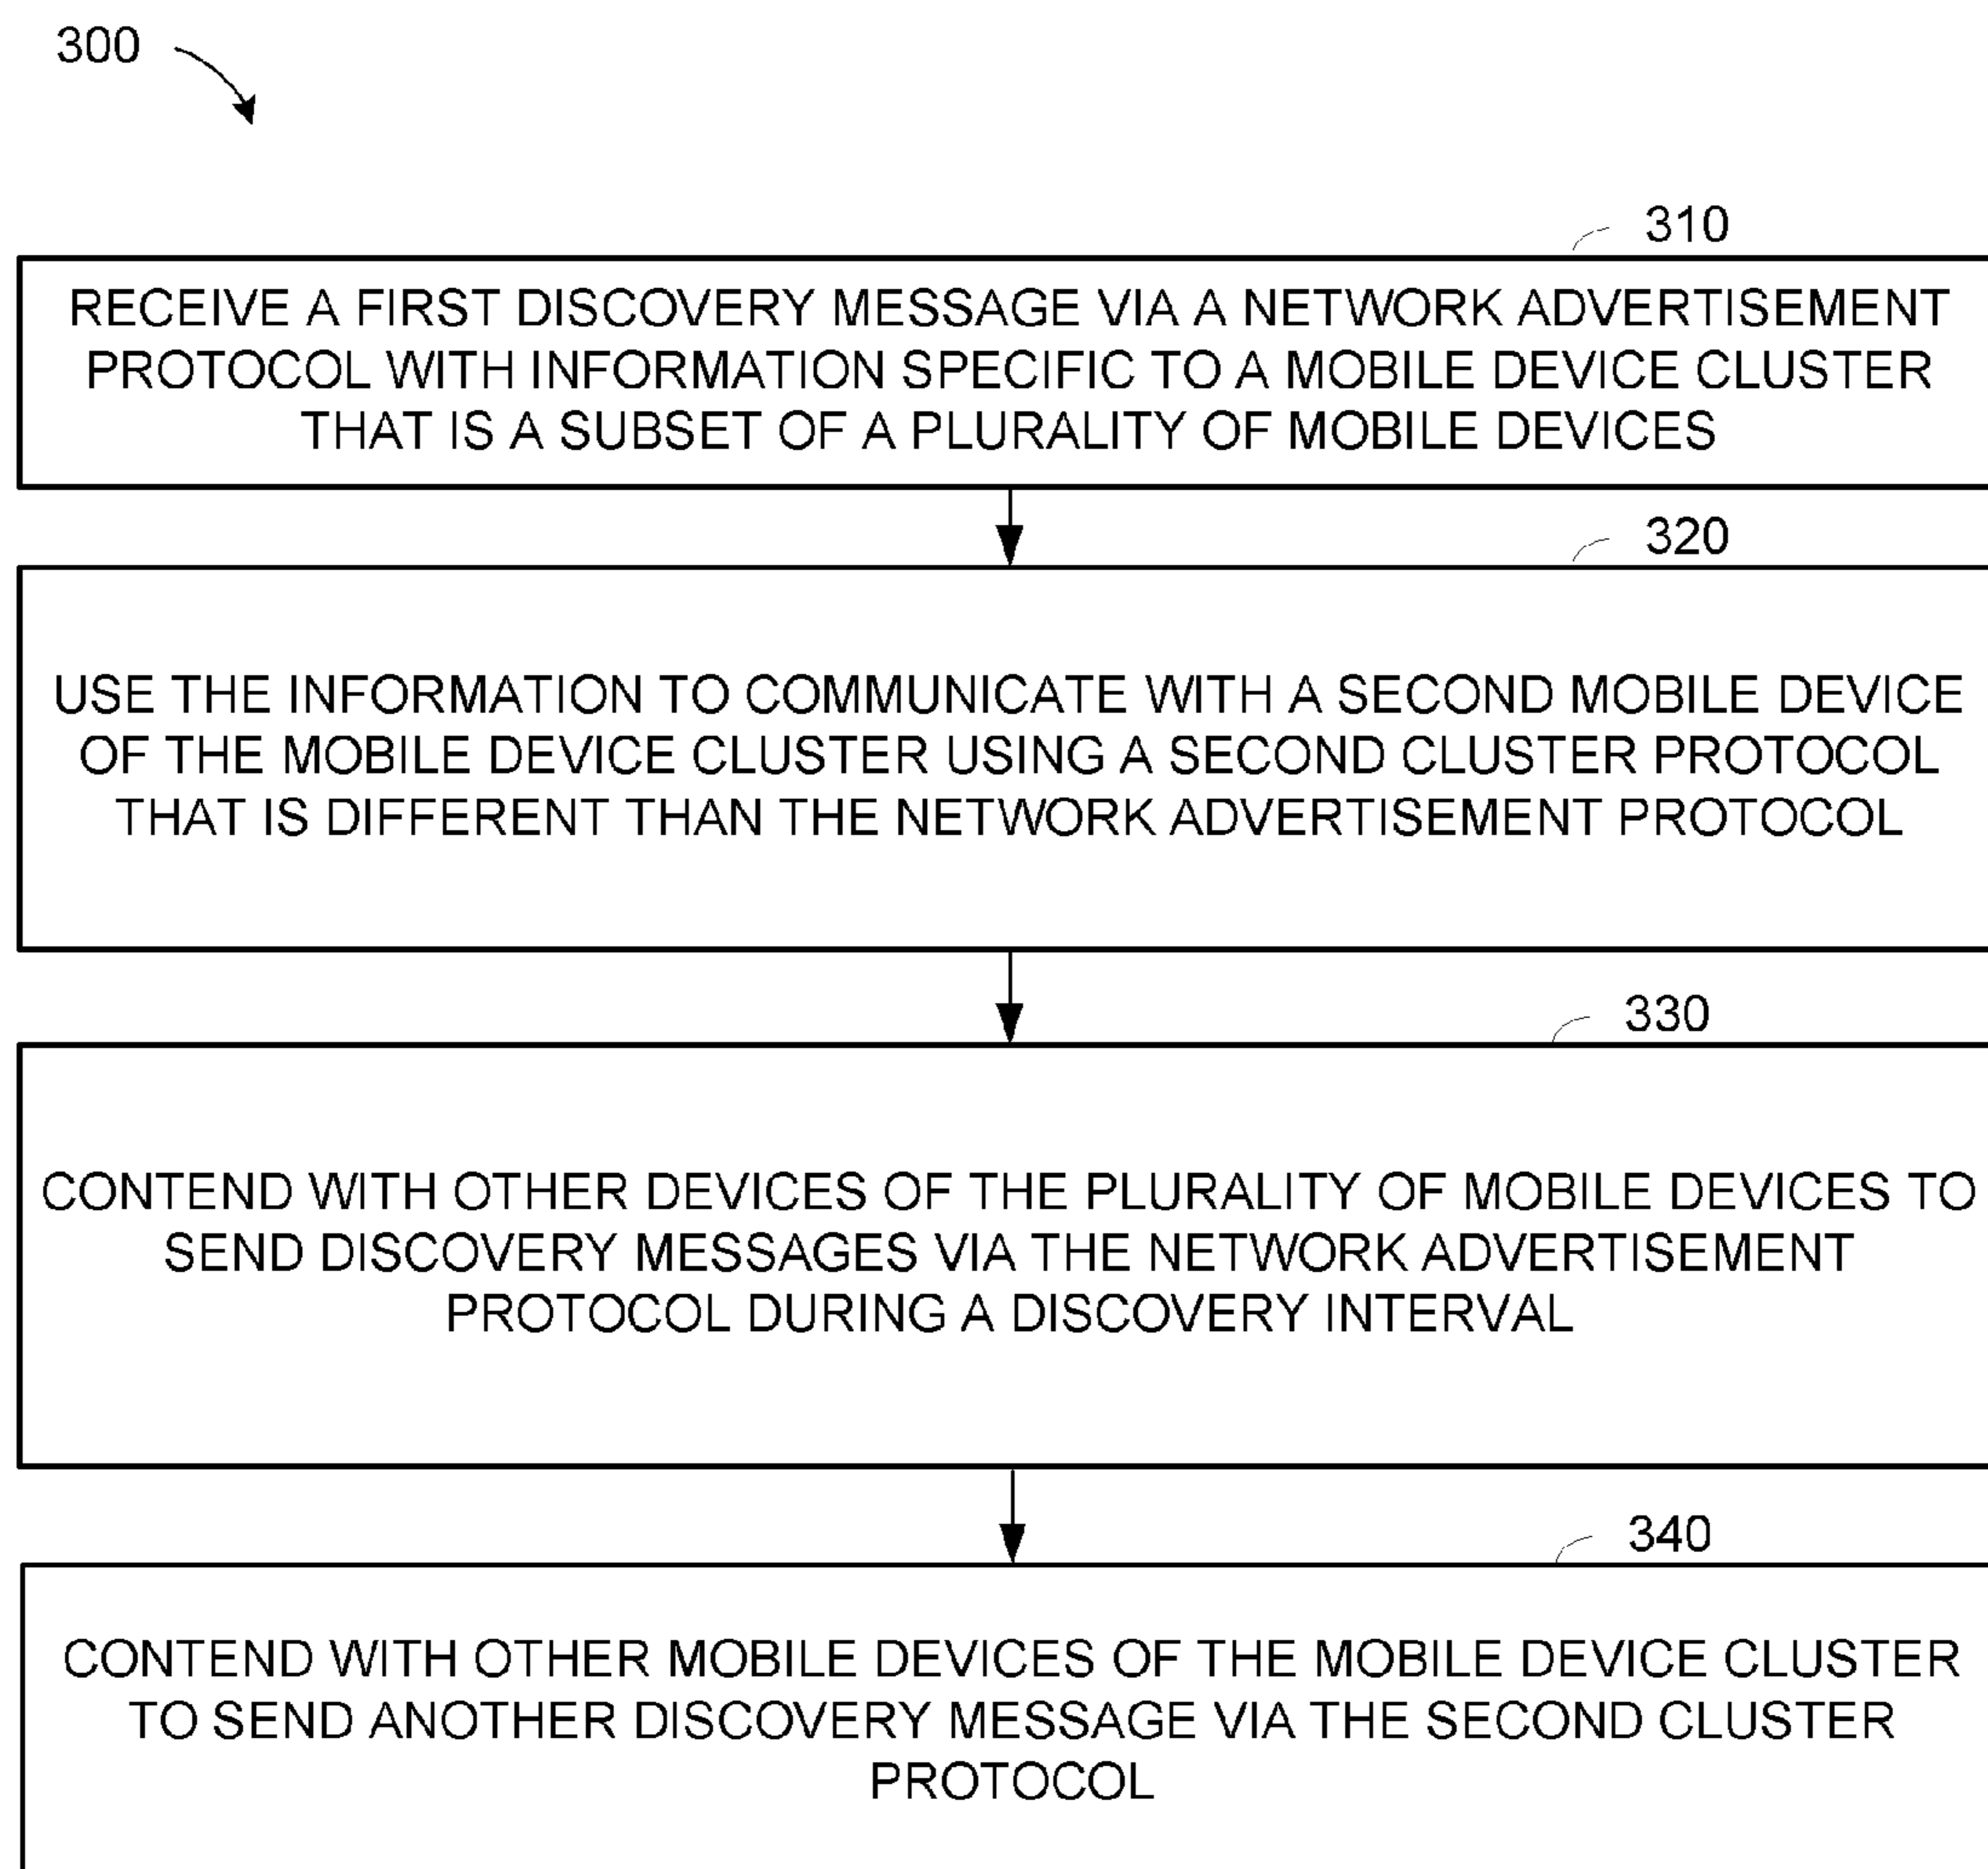 300
310
RECEIVE A FIRST DISCOVERY MESSAGE VIA A NETWORK ADVERTISEMENT
PROTOCOL WITH INFORMATION SPECIFIC TO A MOBILE DEVICE CLUSTER
THAT IS A SUBSET OF A PLURALITY OF MOBILE DEVICES
320
USE THE INFORMATION TO COMMUNICATE WITH A SECOND MOBILE DEVICE
OF THE MOBILE DEVICE CLUSTER USING A SECOND CLUSTER PROTOCOL
THAT IS DIFFERENT THAN THE NETWORK ADVERTISEMENT PROTOCOL
330
CONTEND WITH OTHER DEVICES OF THE PLURALITY OF MOBILE DEVICES TO
SEND DISCOVERY MESSAGES VIA THE NETWORK ADVERTISEMENT
PROTOCOL DURING A DISCOVERY INTERVAL
340
CONTEND WITH OTHER MOBILE DEVICES OF THE MOBILE DEVICE CLUSTER
TO SEND ANOTHER DISCOVERY MESSAGE VIA THE SECOND CLUSTER
PROTOCOL